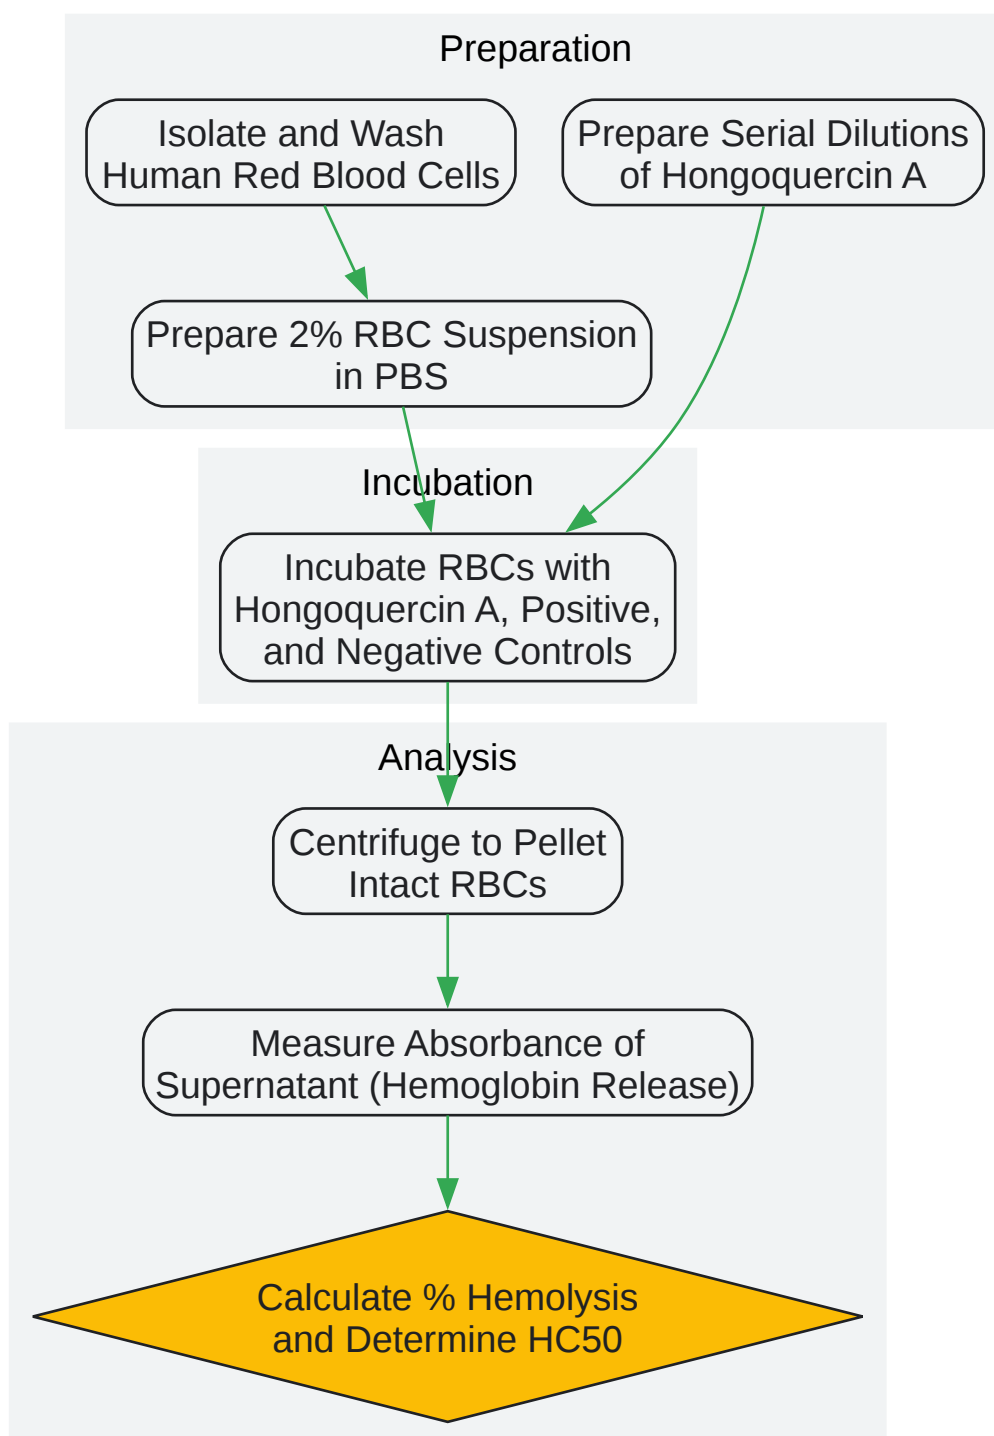 Preparation
Isolate and Wash
Human Red Blood Cells
Prepare Serial Dilutions
of Hongoquercin A
Prepare 2% RBC Suspension
in PBS
Incubation
Incubate RBCs with
Hongoquercin A, Positive,
and Negative Controls
Analysis
Centrifuge to Pellet
Intact RBCs
Measure Absorbance of
Supernatant (Hemoglobin Release)
Calculate % Hemolysis
and Determine HC50